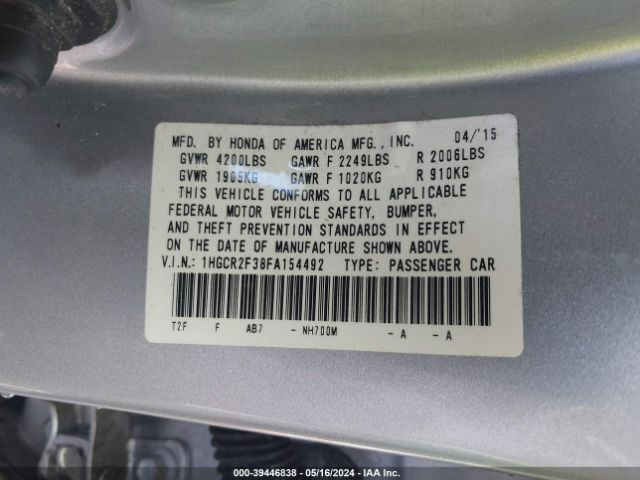 MFD. BY HONDA OF AMERICA MFG., INC. 04/'15
GVWR 4200LBS GAWR F 2249LBS R 2006LBS
GVWR 1905KG GAWR F 1020KG R 910KG
THIS VEHICLE CONFORMS TO ALL APPLICABLE
FEDERAL MOTOR VEHICLE SAFETY, BUMPER,
AND THEFT PREVENTION STANDARDS IN EFFECT
ON THE DATE OF MANUFACTURE SHOWN ABOVE.
V.I.N.: 1HGCR2F38FA154492 TYPE: PASSENGER CAR
T2F F AB7 - NH700M - A - A
000-39446838 - 05/16/2024 - IAA Inc.